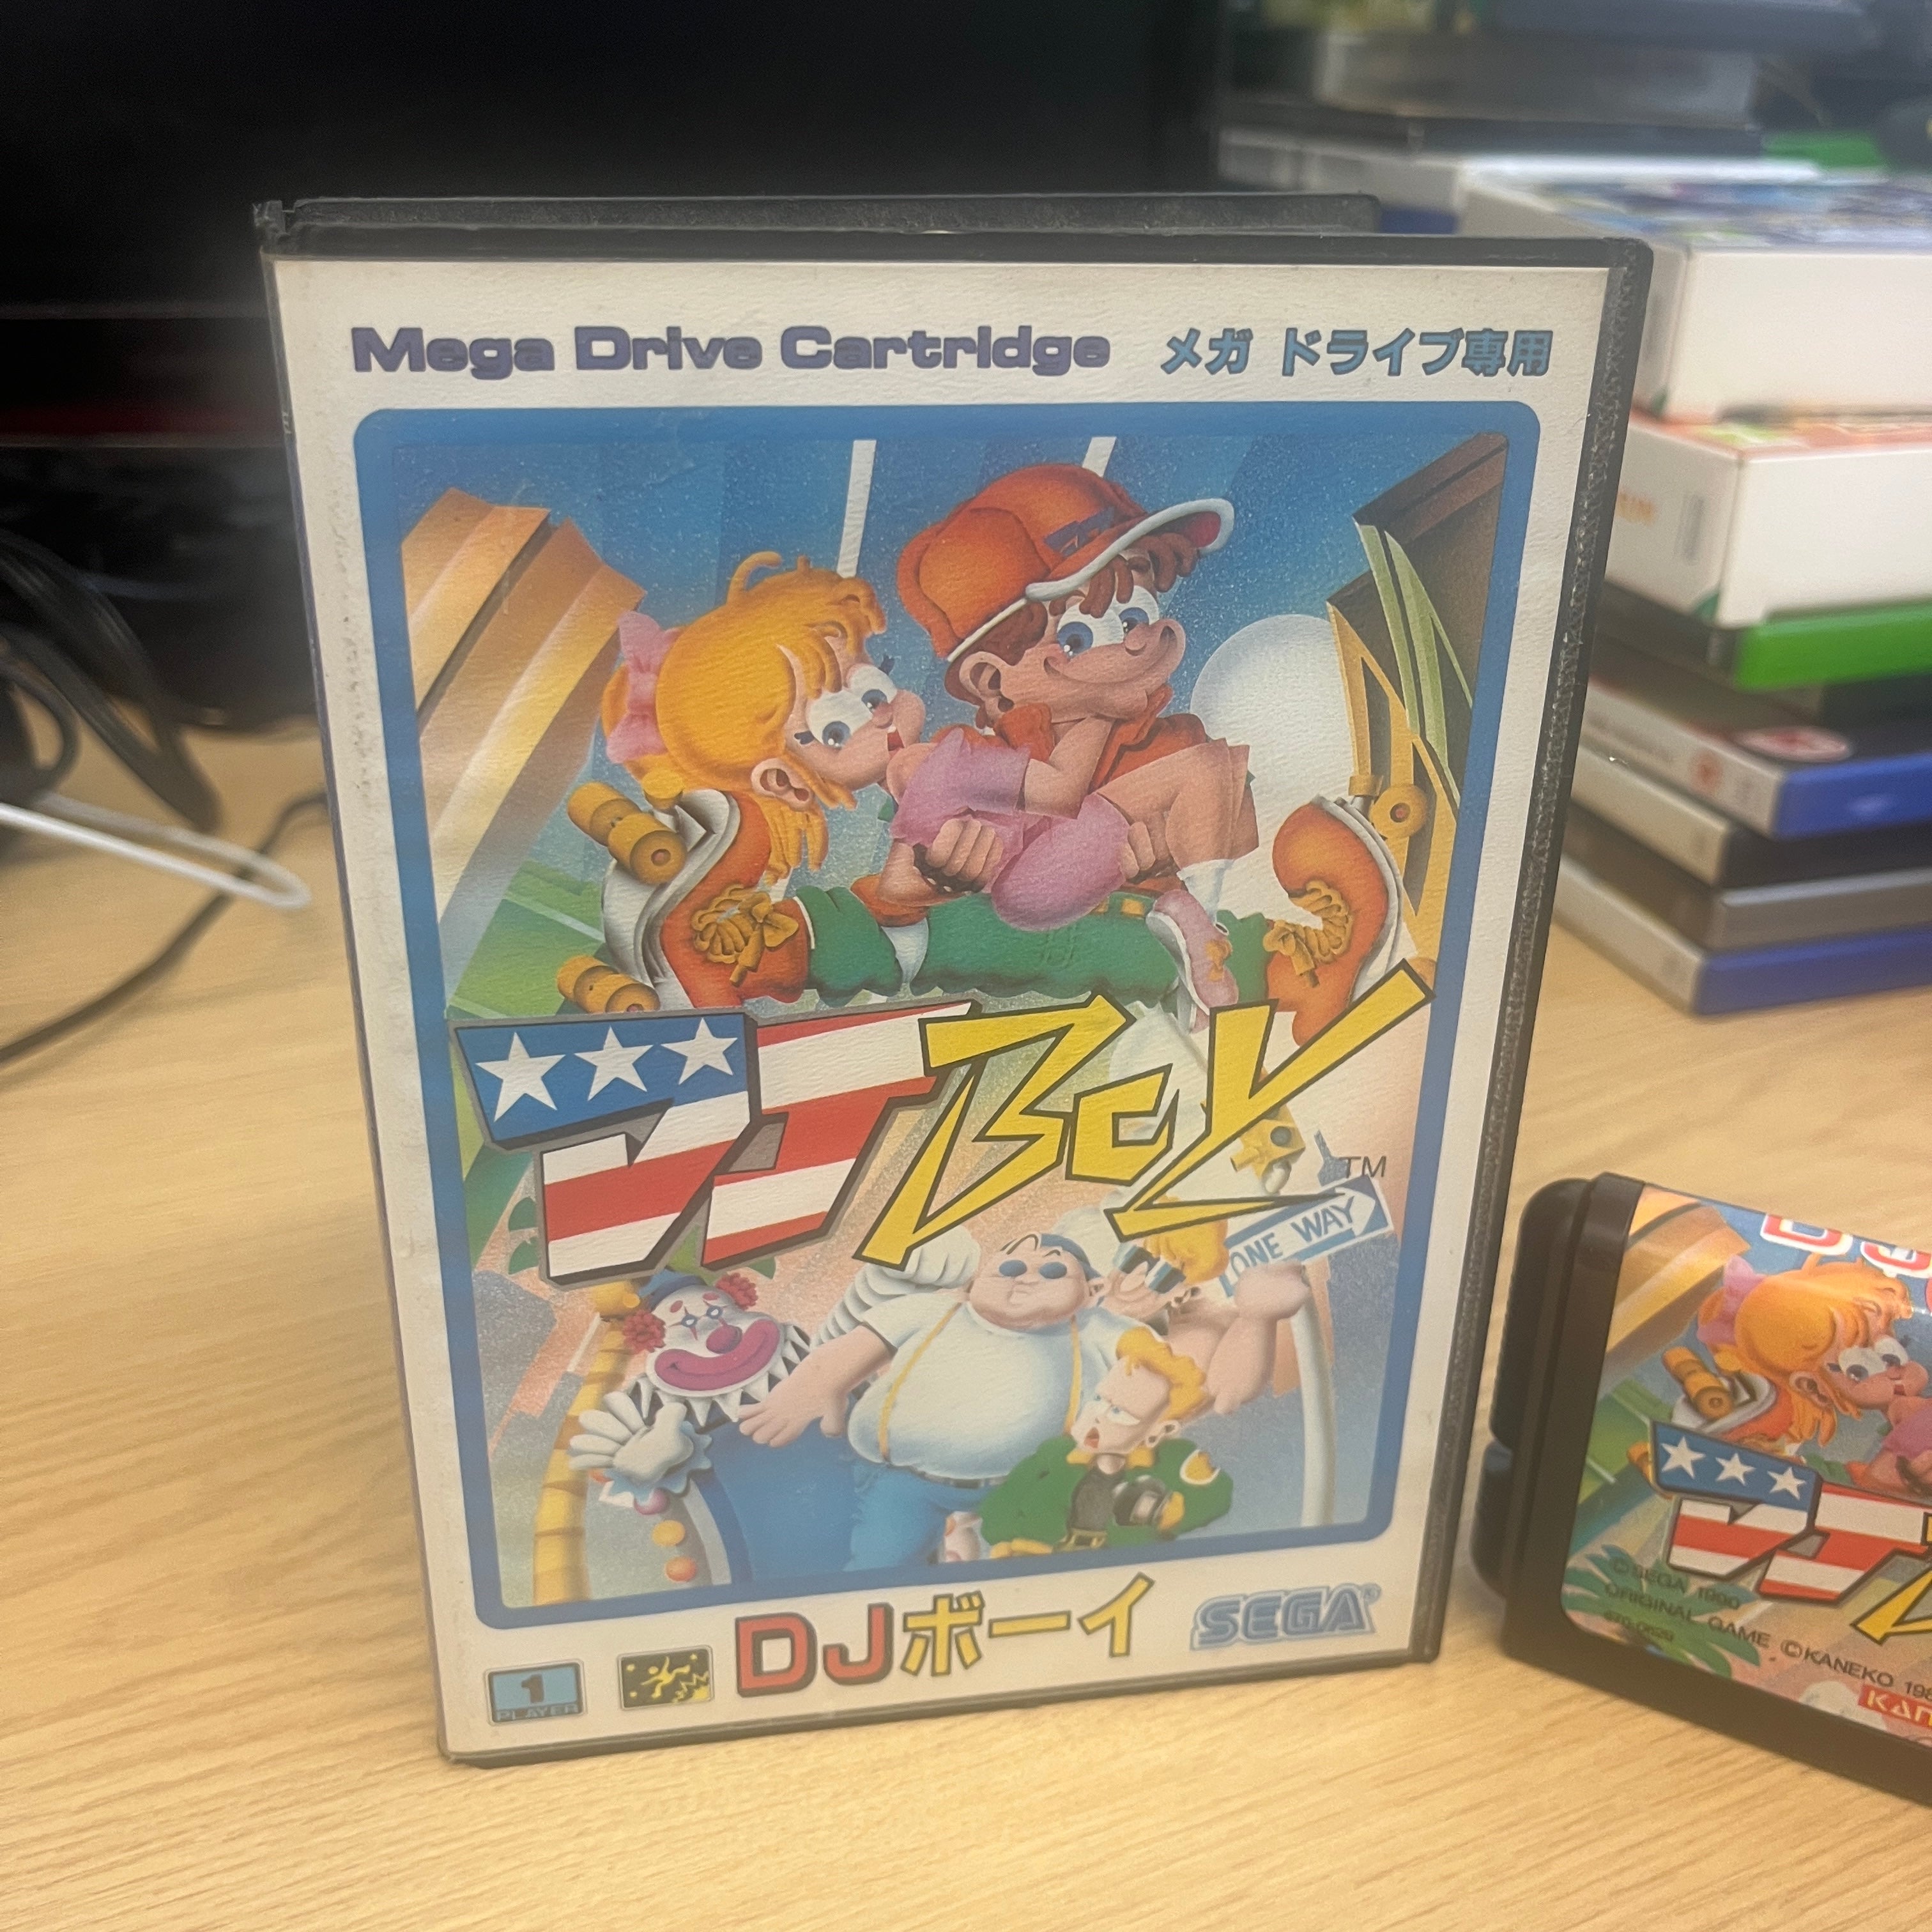 Mega Drive Cartridge メガ ドライブ専用
DJ Boy TM
ONE WAY
DJボーイ
SEGA®
1
PLAYER
DJ
©SEGA 1990
ORIGINAL GAME ©KANEKO